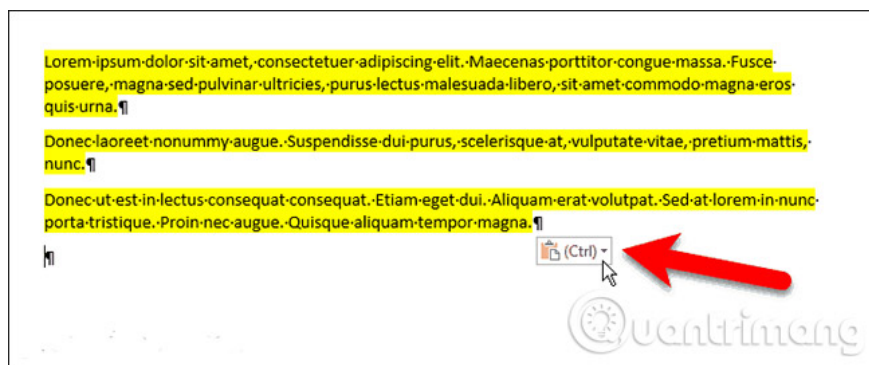 Lorem·ipsum·dolor·sit·amet,·consectetuer·adipiscing·elit.·Maecenas·porttitor·congue·massa.·Fusce·
posuere,·magna·sed·pulvinar·ultricies,·purus·lectus·malesuada·libero,·sit·amet·commodo·magna·eros·
quis·urna.¶
Donec·laoreet·nonummy·augue.·Suspendisse·dui·purus,·scelerisque·at,·vulputate·vitae,·pretium·mattis,·
nunc.¶
Donec·ut·est·in·lectus·consequat·consequat.·Etiam·eget·dui.·Aliquam·erat·volutpat.·Sed·at·lorem·in·nunc·
porta·tristique.·Proin·nec·augue.·Quisque·aliquam·tempor·magna.¶
¶
(Ctrl)
Quantrimang